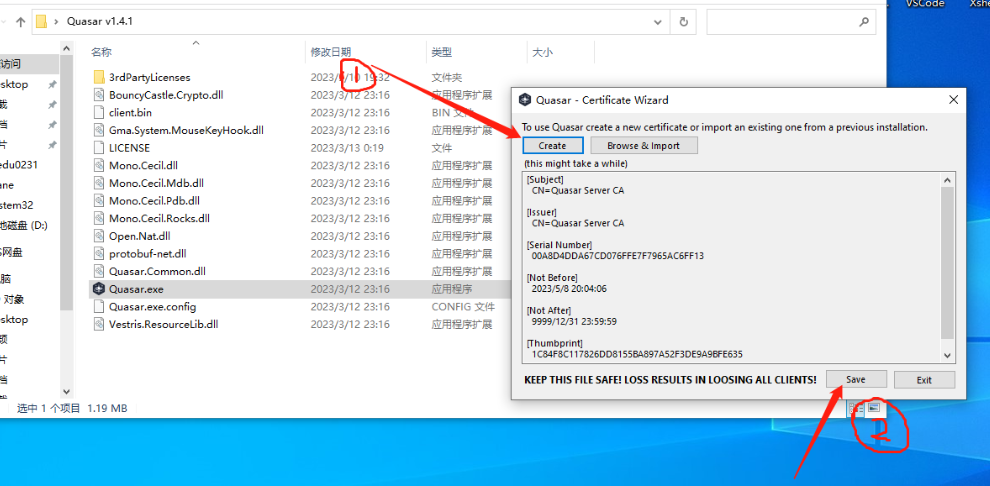 VSCode
Xshe
Quasar v1.4.1
名称
修改日期
类型
大小
访问
esktop
载
档
片
edu0231
ane
stem32
地磁盘 (D:)
S网盘
脑
对象
esktop
频
片
档
载
3rdPartyLicenses
19:32
文件夹
BouncyCastle.Crypto.dll
2023/3/12 23:16
应用程序扩展
client.bin
2023/3/12 23:16
BIN 文件
Gma.System.MouseKeyHook.dll
2023/3/12 23:16
应用程序扩展
LICENSE
2023/3/13 0:19
文件
Mono.Cecil.dll
2023/3/12 23:16
应用程序扩展
Mono.Cecil.Mdb.dll
2023/3/12 23:16
应用程序扩展
Mono.Cecil.Pdb.dll
2023/3/12 23:16
应用程序扩展
Mono.Cecil.Rocks.dll
2023/3/12 23:16
应用程序扩展
Open.Nat.dll
2023/3/12 23:16
应用程序扩展
protobuf-net.dll
2023/3/12 23:16
应用程序扩展
Quasar.Common.dll
2023/3/12 23:16
应用程序扩展
Quasar.exe
2023/3/12 23:16
应用程序
Quasar.exe.config
2023/3/12 23:16
CONFIG 文件
Vestris.ResourceLib.dll
2023/3/12 23:16
应用程序扩展
选中 1 个项目 1.19 MB
1
Quasar - Certificate Wizard
To use Quasar create a new certificate or import an existing one from a previous installation.
Create
Browse & Import
(this might take a while)
[Subject]
CN=Quasar Server CA
[Issuer]
CN=Quasar Server CA
[Serial Number]
00A8D4DDA67CD076FFE7F7965AC6FF13
[Not Before]
2023/5/8 20:04:06
[Not After]
9999/12/31 23:59:59
[Thumbprint]
1C84F8C117826DD8155BA897A52F3DE9A9BFE635
KEEP THIS FILE SAFE! LOSS RESULTS IN LOOSING ALL CLIENTS!
Save
Exit
2